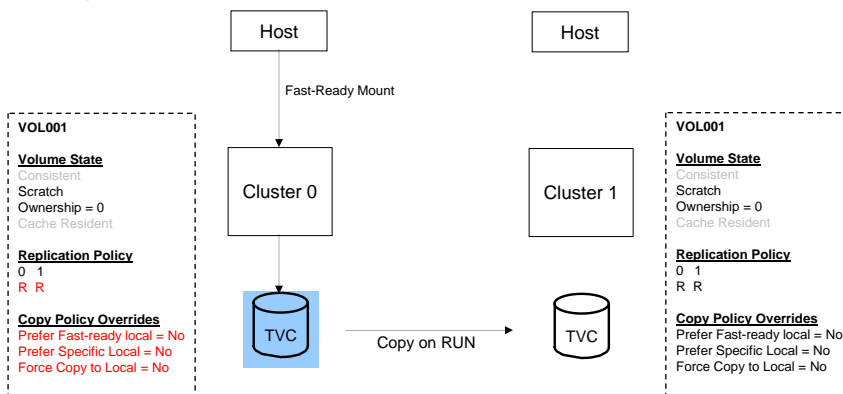 Host
Host
Fast-Ready Mount
VOL001
Volume State
Consistent
Scratch
Ownership = 0
Cache Resident
Replication Policy
0 1
R R
Copy Policy Overrides
Prefer Fast-ready local = No
Prefer Specific Local = No
Force Copy to Local = No
Cluster 0
TVC
Copy on RUN
Cluster 1
TVC
VOL001
Volume State
Consistent
Scratch
Ownership = 0
Cache Resident
Replication Policy
0 1
R R
Copy Policy Overrides
Prefer Fast-ready local = No
Prefer Specific Local = No
Force Copy to Local = No